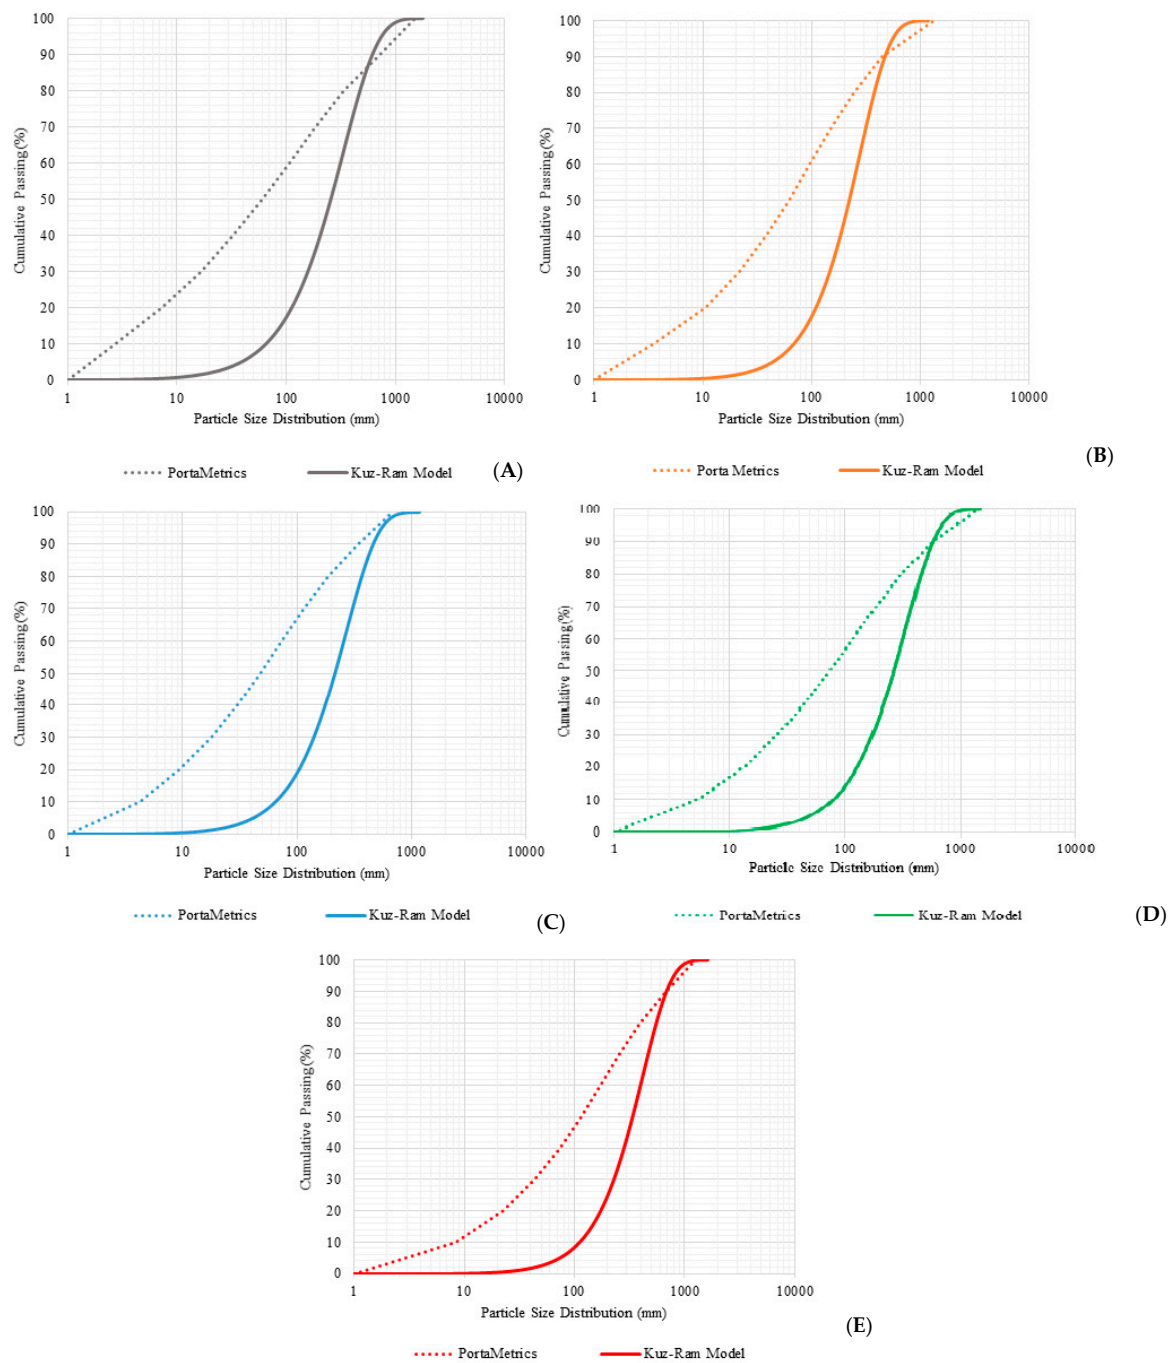 100
90
80
70
60
50
40
30
20
10
0
Cumulative Passing(%)
1 10 100 1000 10000
Particle Size Distribution (mm)
PortaMetrics Kuz-Ram Model
(A)
100
90
80
70
60
50
40
30
20
10
0
Cumulative Passing(%)
1 10 100 1000 10000
Particle Size Distribution (mm)
Porta Metrics Kuz-Ram Model
(B)
100
90
80
70
60
50
40
30
20
10
0
Cumulative Passing(%)
1 10 100 1000 10000
Particle Size Distribution (mm)
PortaMetrics Kuz-Ram Model
(C)
100
90
80
70
60
50
40
30
20
10
0
Cumulative Passing(%)
1 10 100 1000 10000
Particle Size Distribution (mm)
PortaMetrics Kuz-Ram Model
(D)
100
90
80
70
60
50
40
30
20
10
0
Cumulative Passing(%)
1 10 100 1000 10000
Particle Size Distribution (mm)
PortaMetrics Kuz-Ram Model
(E)